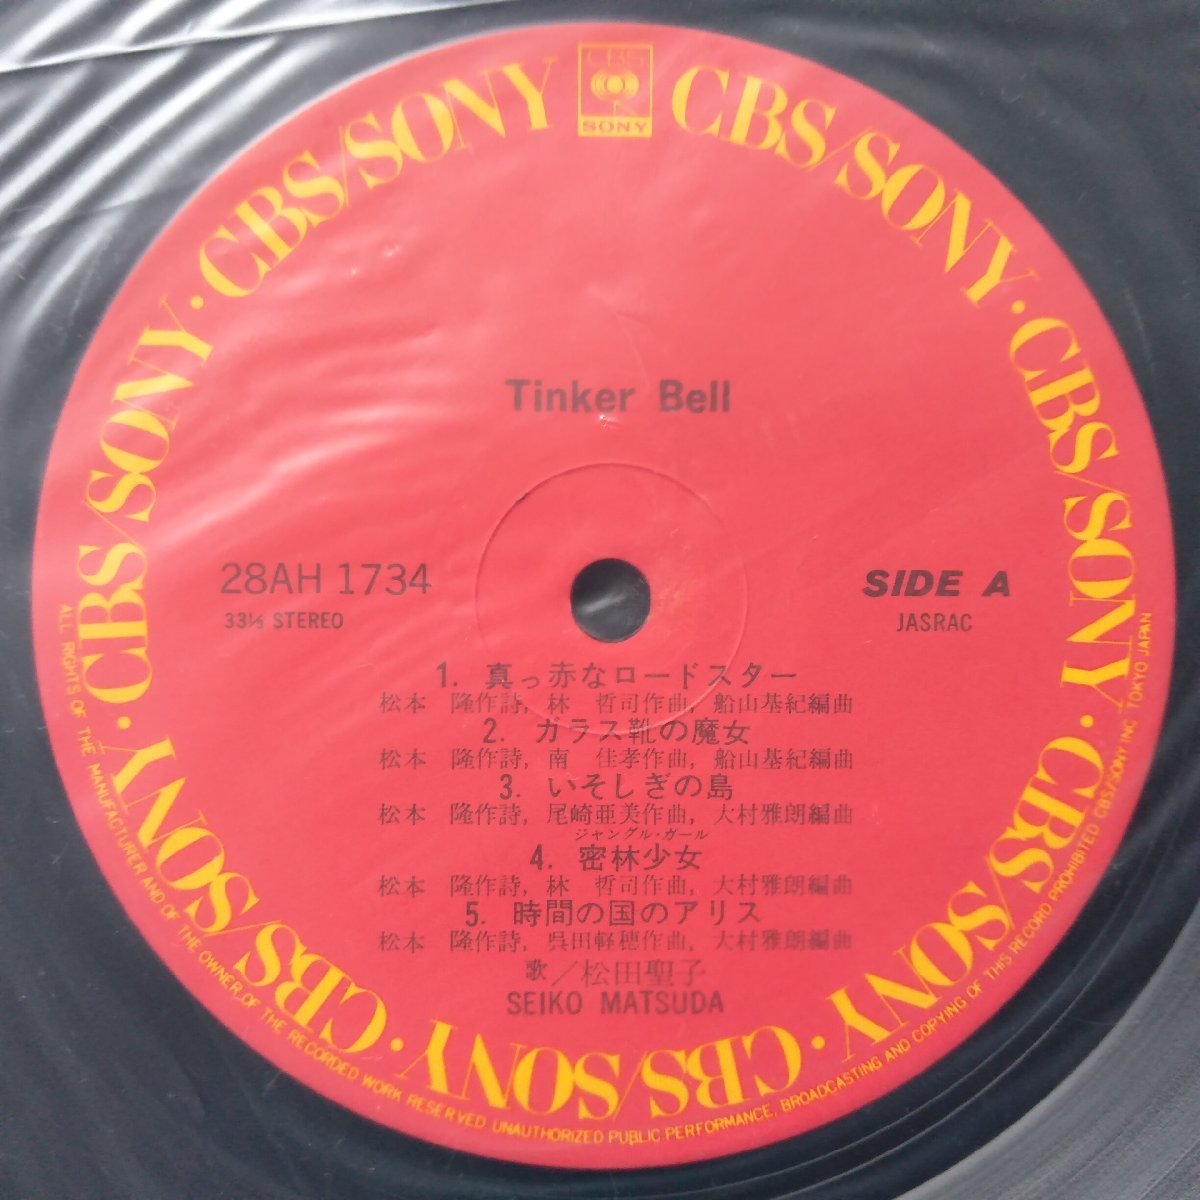 CBS
SONY
CBS/SONY · CBS/SONY · CBS/SONY · CBS/SONY · CBS/SONY · CBS/SONY · CBS/SONY · CBS/SONY
Tinker Bell
28AH 1734
33⅓ STEREO
SIDE A
JASRAC
1. 真っ赤なロードスター
松本 隆作詩, 林 哲司作曲, 船山基紀編曲
2. ガラス靴の魔女
松本 隆作詩, 南 佳孝作曲, 船山基紀編曲
3. いそしぎの島
松本 隆作詩, 尾崎亜美作曲, 大村雅朗編曲
ジャングル・ガール
4. 密林少女
松本 隆作詩, 林 哲司作曲, 大村雅朗編曲
5. 時間の国のアリス
松本 隆作詩, 呉田軽穂作曲, 大村雅朗編曲
歌／松田聖子
SEIKO MATSUDA
ALL RIGHTS OF THE MANUFACTURER AND OF THE OWNER OF THE RECORDED WORK RESERVED UNAUTHORIZED PUBLIC PERFORMANCE, BROADCASTING AND COPYING OF THIS RECORD PROHIBITED CBS/SONY INC TOKYO JAPAN